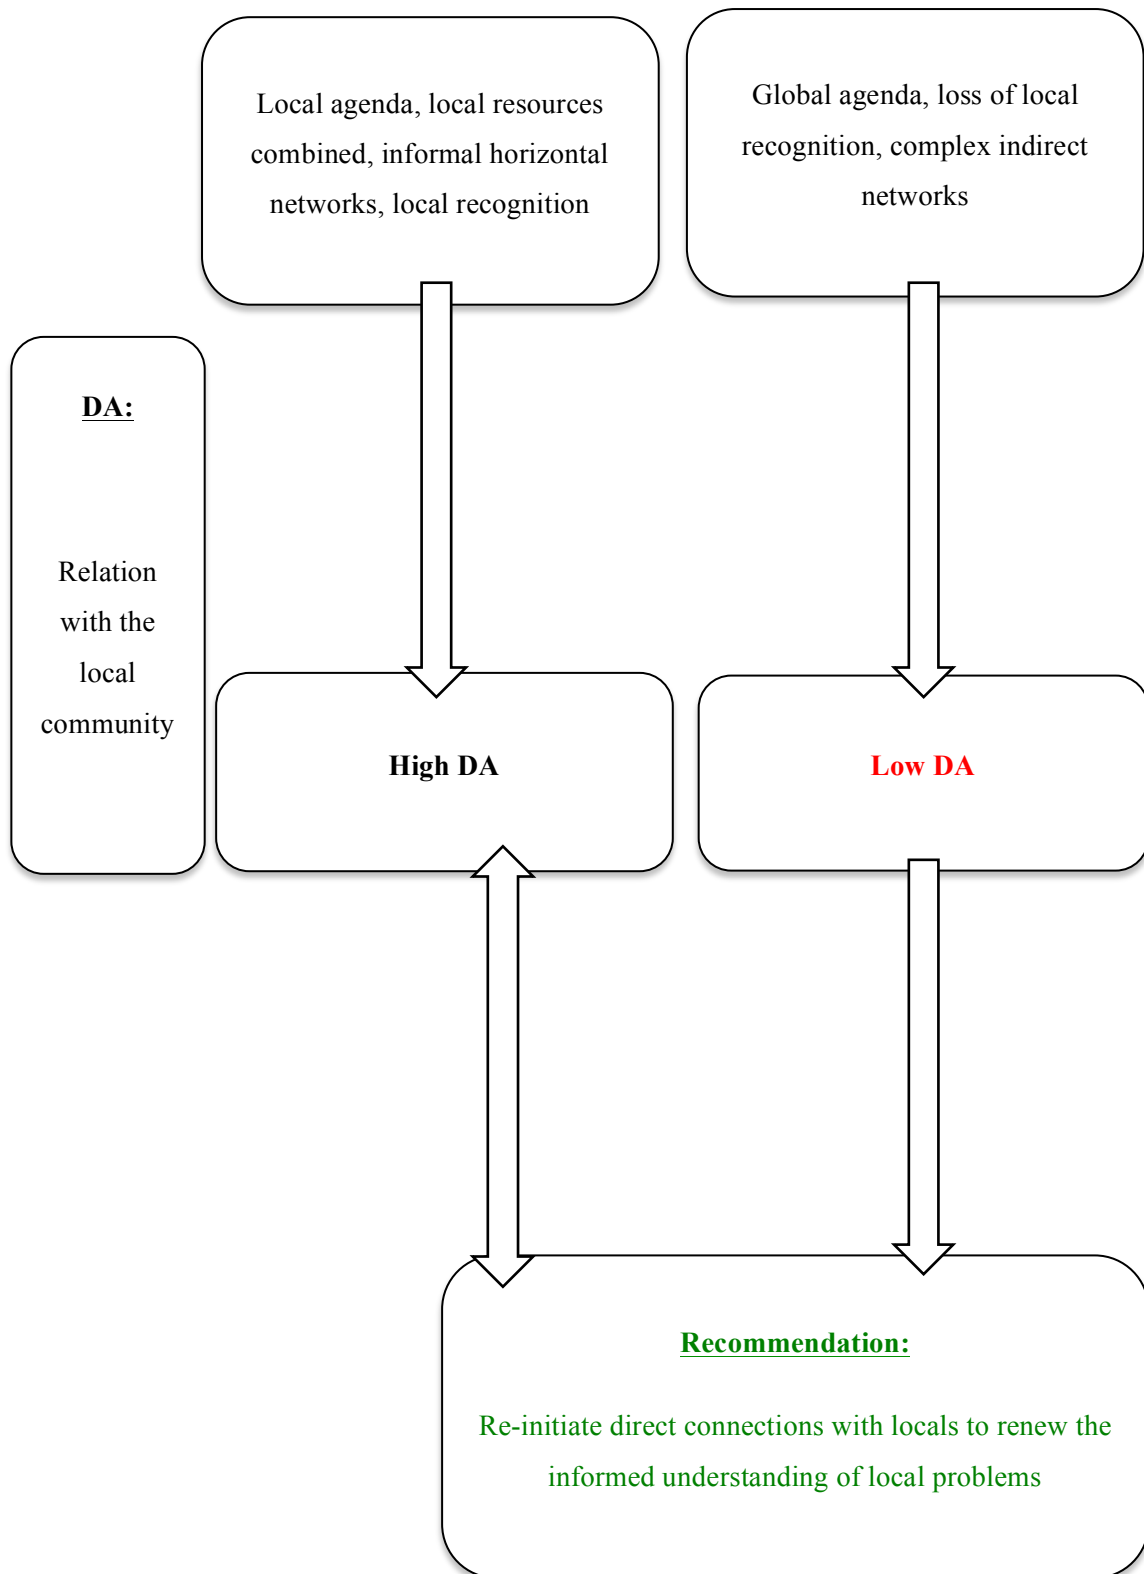 Local agenda, local resources
combined, informal horizontal
networks, local recognition
Global agenda, loss of local
recognition, complex indirect
networks
DA:
Relation
with the
local
community
High DA
Low DA
Recommendation:
Re-initiate direct connections with locals to renew the
informed understanding of local problems